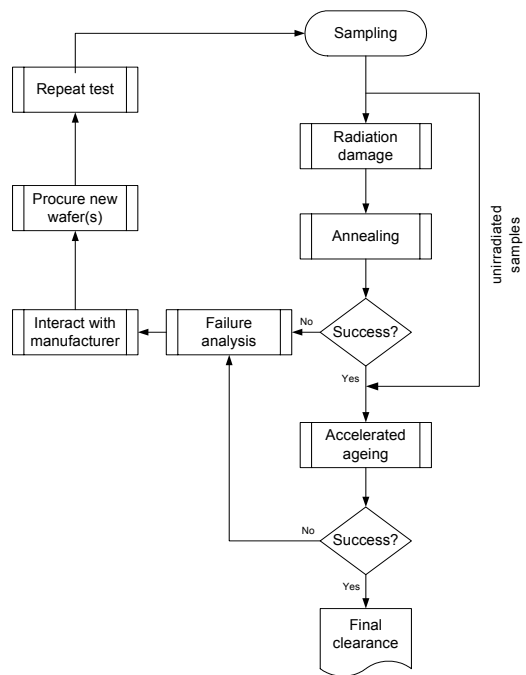 Sampling
Repeat test
Radiation
damage
unirradiated
samples
Procure new
wafer(s)
Annealing
Interact with
manufacturer
Failure
analysis
No
Success?
Yes
Accelerated
ageing
No
Success?
Yes
Final
clearance